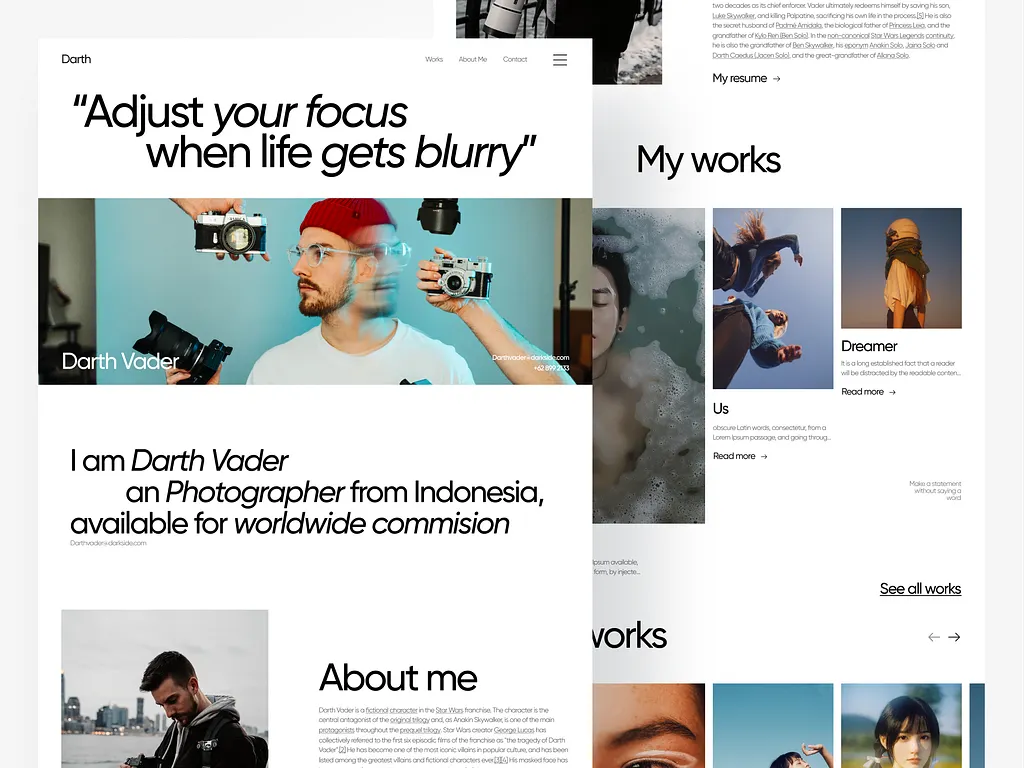 Darth
Works
About Me
Contact
“Adjust your focus
when life gets blurry”
Darth Vader
Darthvader@darkside.com
+62 899 2133
I am Darth Vader
an Photographer from Indonesia,
available for worldwide commision
Darthvader@darkside.com
About me
Darth Vader is a fictional character in the Star Wars franchise. The character is the
central antagonist of the original trilogy and, as Anakin Skywalker, is one of the main
protagonists throughout the prequel trilogy. Star Wars creator George Lucas has
collectively referred to the first six episodic films of the franchise as "the tragedy of Darth
Vader".[2] He has become one of the most iconic villains in popular culture, and has been
listed among the greatest villains and fictional characters ever.[3][4] His masked face has
two decades as its chief enforcer. Vader ultimately redeems himself by saving his son,
Luke Skywalker, and killing Palpatine, sacrificing his own life in the process.[5] He is also
the secret husband of Padmé Amidala, the biological father of Princess Leia, and the
grandfather of Kylo Ren (Ben Solo). In the non-canonical Star Wars Legends continuity,
he is also the grandfather of Ben Skywalker, his eponym Anakin Solo, Jaina Solo and
Darth Caedus (Jacen Solo), and the great-grandfather of Allana Solo.
My resume →
My works
Us
obscure Latin words, consectetur, from a
Lorem Ipsum passage, and going throug...
Read more →
Dreamer
It is a long established fact that a reader
will be distracted by the readable conten...
Read more →
Make a statement
without saying a
word
Ipsum available,
form, by injecte...
See all works
works
← →